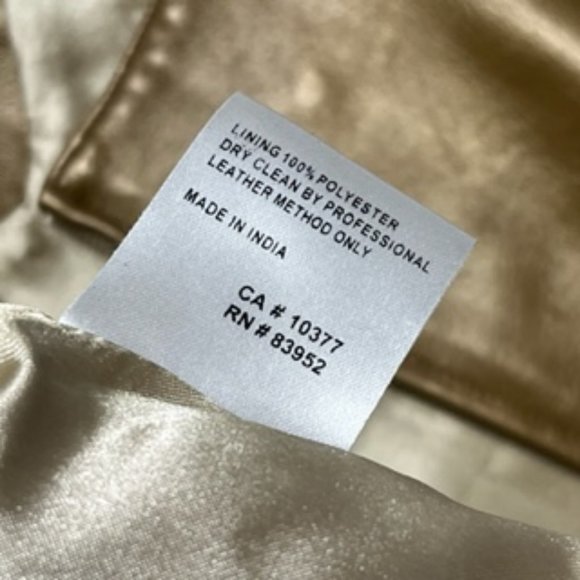 LINING 100% POLYESTER
DRY CLEAN BY PROFESSIONAL
LEATHER METHOD ONLY
MADE IN INDIA
CA # 10377
RN # 83952